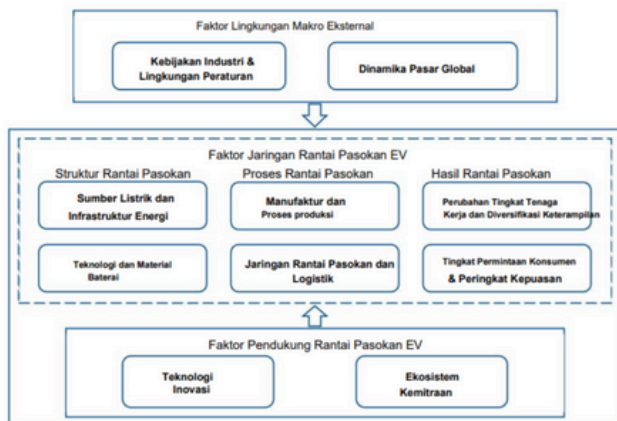 Faktor Lingkungan Makro Eksternal
Kebijakan Industri &
Lingkungan Peraturan
Dinamika Pasar Global
Faktor Jaringan Rantai Pasokan EV
Struktur Rantai Pasokan
Proses Rantai Pasokan
Hasil Rantai Pasokan
Sumber Listrik dan
Infrastruktur Energi
Manufaktur dan
Proses produksi
Perubahan Tingkat Tenaga
Kerja dan Diversifikasi Keterampilan
Teknologi dan Material
Baterai
Jaringan Rantai Pasokan dan
Logistik
Tingkat Permintaan Konsumen
& Peringkat Kepuasan
Faktor Pendukung Rantai Pasokan EV
Teknologi
Inovasi
Ekosistem
Kemitraan